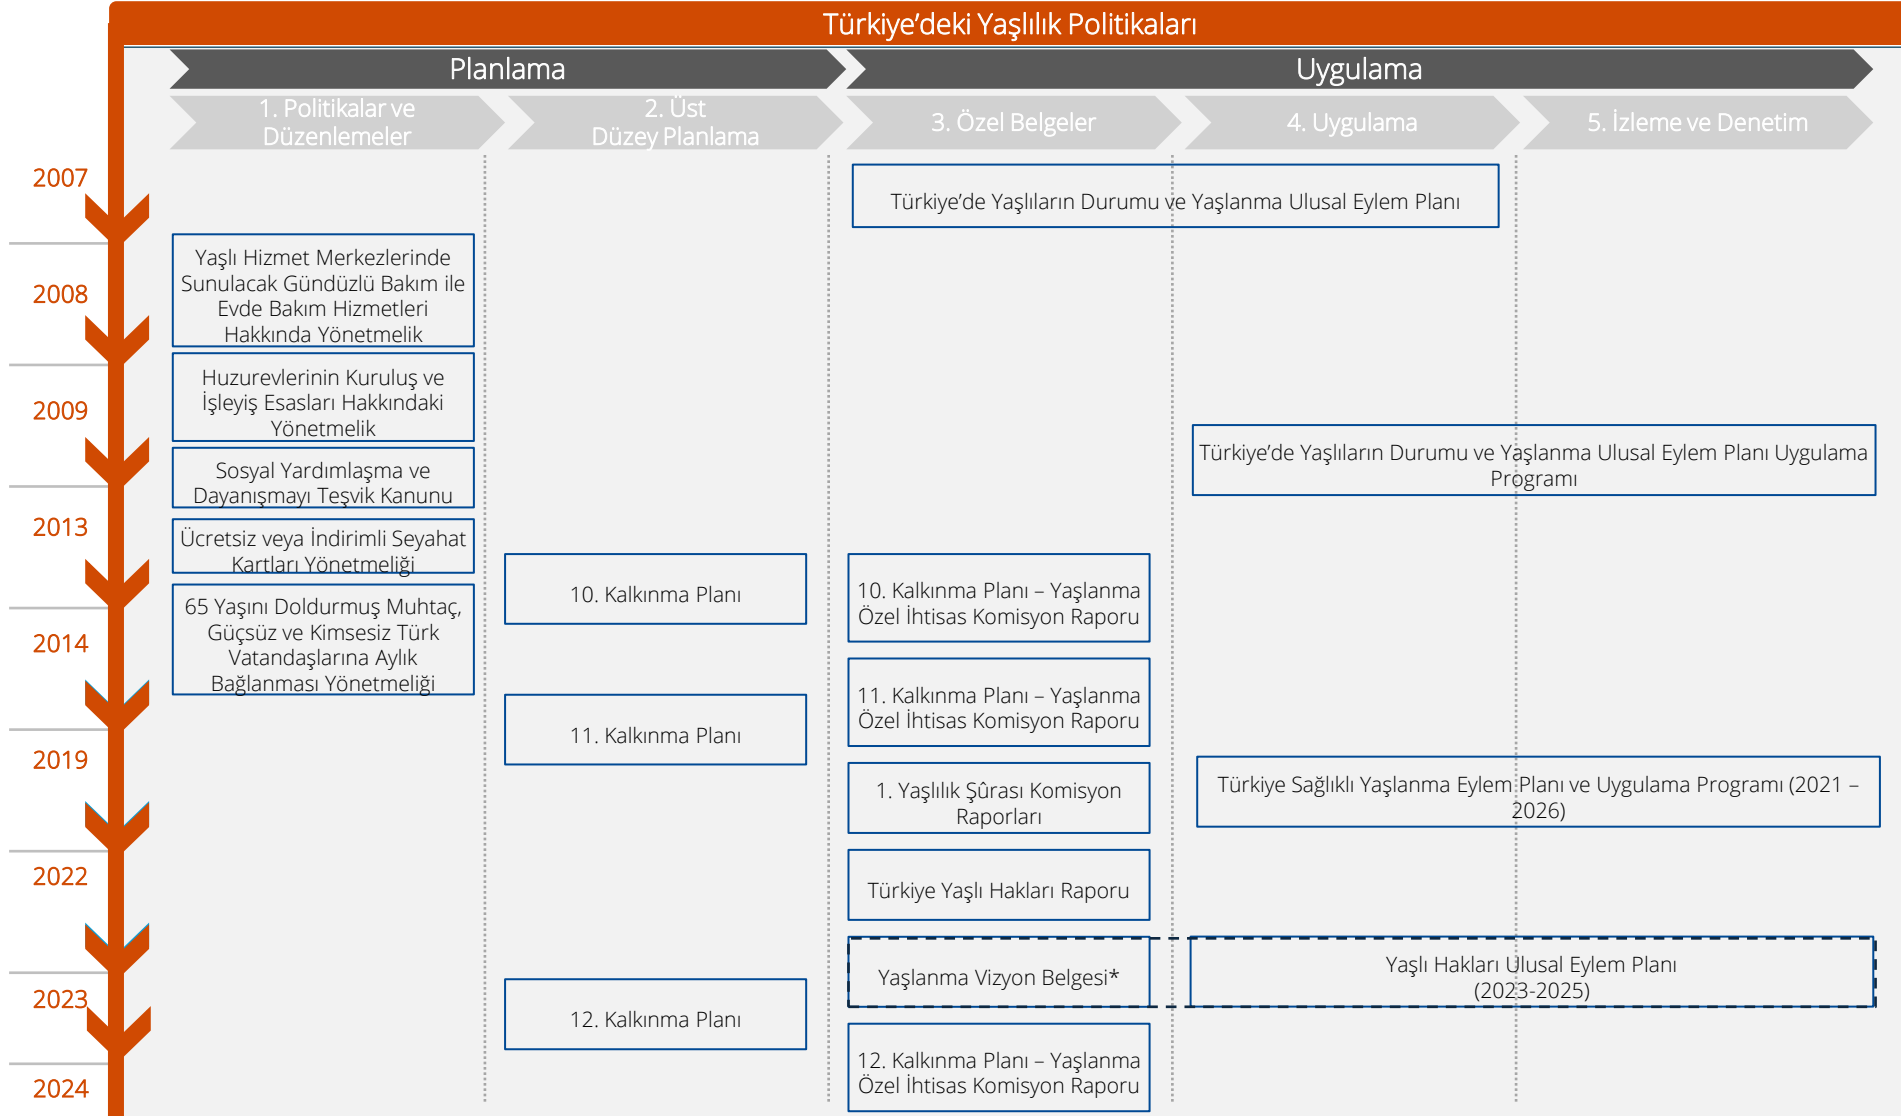 Türkiye’deki Yaşlılık Politikaları
Planlama
Uygulama
1. Politikalar ve
Düzenlemeler
2. Üst
Düzey Planlama
3. Özel Belgeler
4. Uygulama
5. İzleme ve Denetim
2007
Türkiye’de Yaşlıların Durumu ve Yaşlanma Ulusal Eylem Planı
2008
Yaşlı Hizmet Merkezlerinde
Sunulacak Gündüzlü Bakım ile
Evde Bakım Hizmetleri
Hakkında Yönetmelik
2009
Huzurevlerinin Kuruluş ve
İşleyiş Esasları Hakkındaki
Yönetmelik
Türkiye’de Yaşlıların Durumu ve Yaşlanma Ulusal Eylem Planı Uygulama
Programı
Sosyal Yardımlaşma ve
Dayanışmayı Teşvik Kanunu
2013
Ücretsiz veya İndirimli Seyahat
Kartları Yönetmeliği
10. Kalkınma Planı
10. Kalkınma Planı – Yaşlanma
Özel İhtisas Komisyon Raporu
2014
65 Yaşını Doldurmuş Muhtaç,
Güçsüz ve Kimsesiz Türk
Vatandaşlarına Aylık
Bağlanması Yönetmeliği
11. Kalkınma Planı
11. Kalkınma Planı – Yaşlanma
Özel İhtisas Komisyon Raporu
2019
1. Yaşlılık Şûrası Komisyon
Raporları
Türkiye Sağlıklı Yaşlanma Eylem Planı ve Uygulama Programı (2021 –
2026)
2022
Türkiye Yaşlı Hakları Raporu
2023
Yaşlanma Vizyon Belgesi*
Yaşlı Hakları Ulusal Eylem Planı
(2023-2025)
12. Kalkınma Planı
12. Kalkınma Planı – Yaşlanma
Özel İhtisas Komisyon Raporu
2024